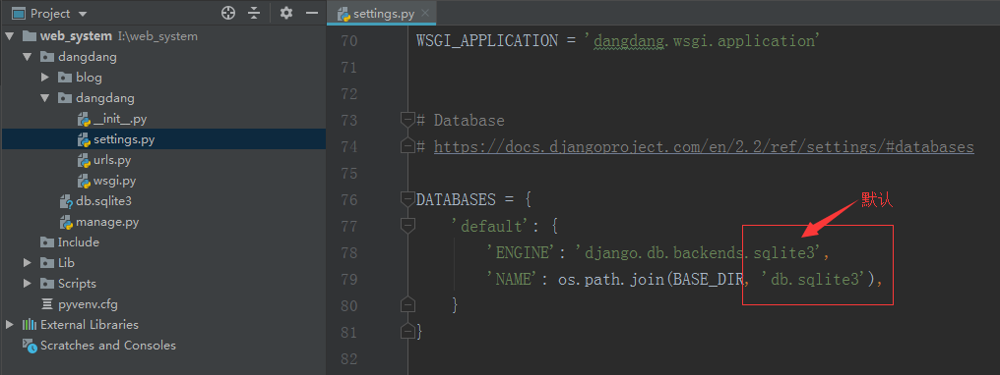 Project
web_system I:\web_system
dangdang
blog
dangdang
__init__.py
settings.py
urls.py
wsgi.py
db.sqlite3
manage.py
Include
Lib
Scripts
pyvenv.cfg
External Libraries
Scratches and Consoles
settings.py
70 WSGI_APPLICATION = 'dangdang.wsgi.application'
71
72
73 # Database
74 # https://docs.djangoproject.com/en/2.2/ref/settings/#databases
75
76 DATABASES = {
默认
77 'default': {
78 'ENGINE': 'django.db.backends.sqlite3',
79 'NAME': os.path.join(BASE_DIR, 'db.sqlite3'),
80 }
81 }
82